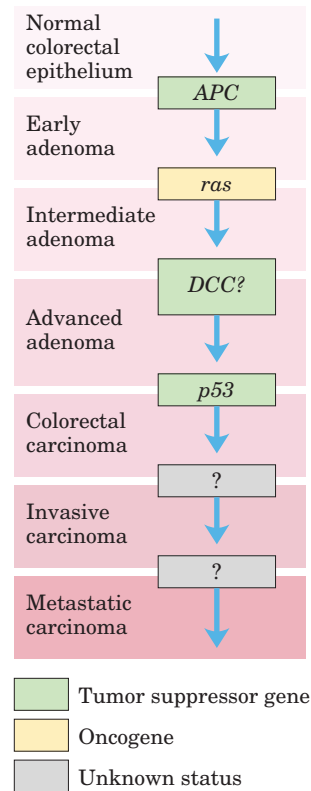 Normal
colorectal
epithelium
APC
Early
adenoma
ras
Intermediate
adenoma
DCC?
Advanced
adenoma
p53
Colorectal
carcinoma
?
Invasive
carcinoma
?
Metastatic
carcinoma
Tumor suppressor gene
Oncogene
Unknown status